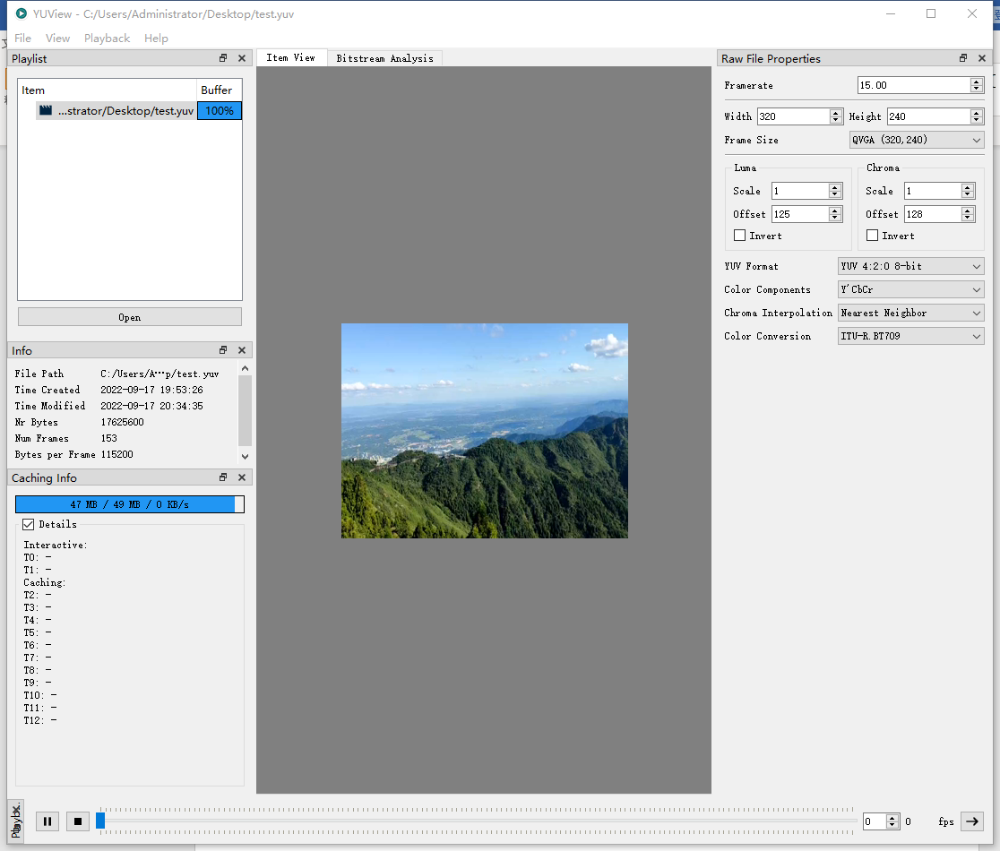 YUView - C:/Users/Administrator/Desktop/test.yuv
File View Playback Help
Playlist
Item Buffer
...strator/Desktop/test.yuv 100%
Open
Info
File Path C:/Users/A⋯p/test.yuv
Time Created 2022-09-17 19:53:26
Time Modified 2022-09-17 20:34:35
Nr Bytes 17625600
Num Frames 153
Bytes per Frame 115200
Caching Info
47 MB / 49 MB / 0 KB/s
Details
Interactive:
T0: -
T1: -
Caching:
T2: -
T3: -
T4: -
T5: -
T6: -
T7: -
T8: -
T9: -
T10: -
T11: -
T12: -
Item View Bitstream Analysis
Raw File Properties
Framerate 15.00
Width 320 Height 240
Frame Size QVGA (320,240)
Luma Chroma
Scale 1 Scale 1
Offset 125 Offset 128
Invert Invert
YUV Format YUV 4:2:0 8-bit
Color Components Y'CbCr
Chroma Interpolation Nearest Neighbor
Color Conversion ITU-R.BT709
0 0 fps